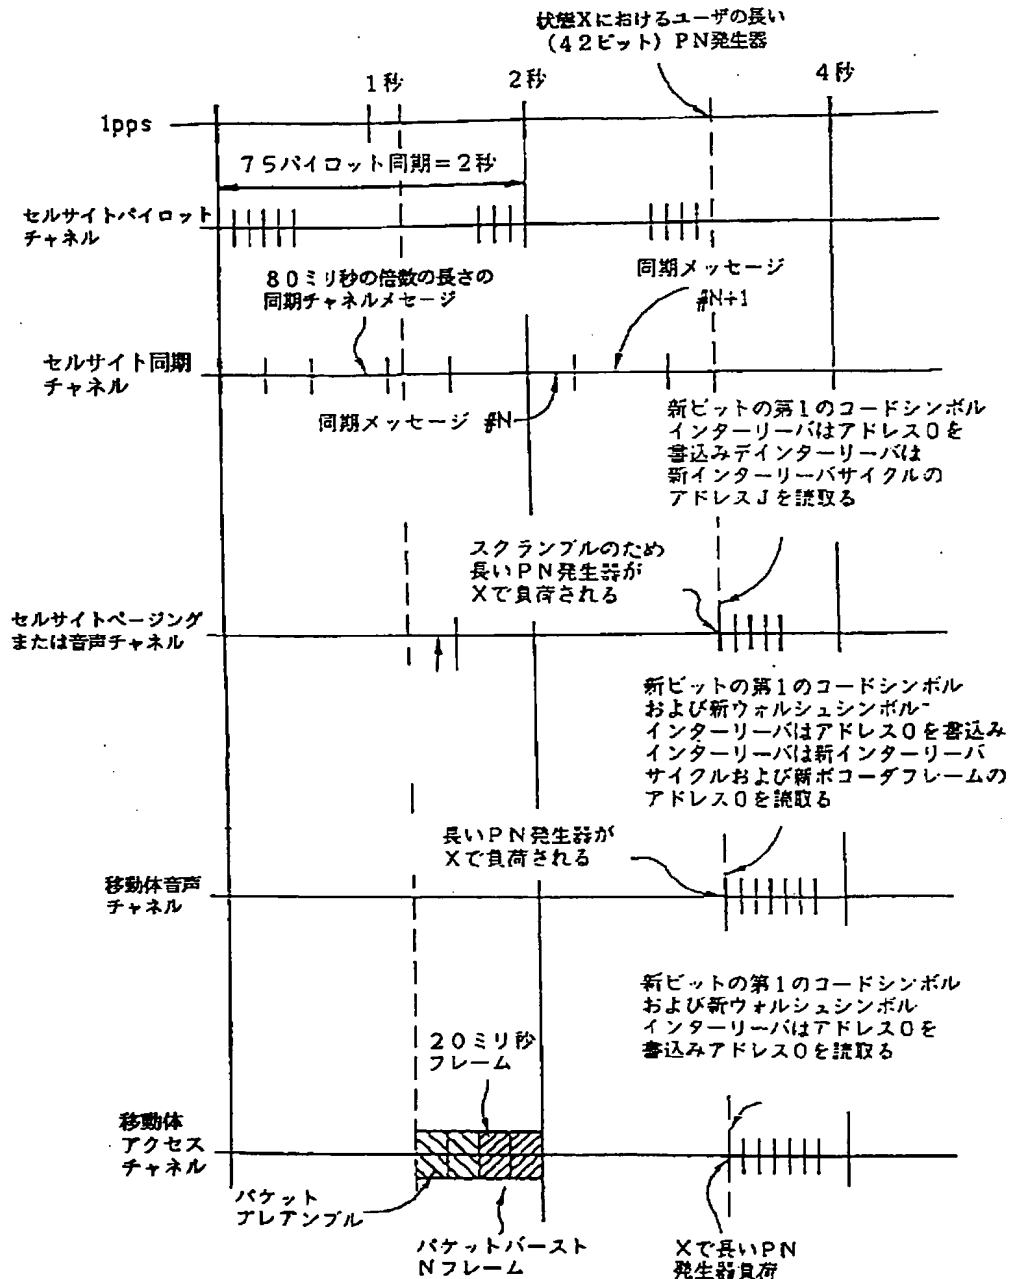 状態Xにおけるユーザの長い
(42ビット)PN発生器
1秒
2秒
4秒
1pps
75パイロット同期=2秒
セルサイトパイロット
チャネル
80ミリ秒の倍数の長さの
同期チャネルメセージ
同期メッセージ
#N+1
セルサイト同期
チャネル
同期メッセージ #N
新ビットの第1のコードシンボル
インターリーバはアドレス0を
書込みデインターリーバは
新インターリーバサイクルの
アドレスJを読取る
スクランブルのため
長いPN発生器が
Xで負荷される
セルサイトページング
または音声チャネル
新ビットの第1のコードシンボル
および新ウォルシュシンボル
インターリーバはアドレス0を書込み
インターリーバは新インターリーバ
サイクルおよび新ボコーダフレームの
アドレス0を読取る
長いPN発生器が
Xで負荷される
移動体音声
チャネル
新ビットの第1のコードシンボル
および新ウォルシュシンボル
インターリーバはアドレス0を
書込みアドレス0を読取る
20ミリ秒
フレーム
移動体
アクセス
チャネル
パケット
プレアンブル
パケットバースト
Nフレーム
Xで長いPN
発生器負荷